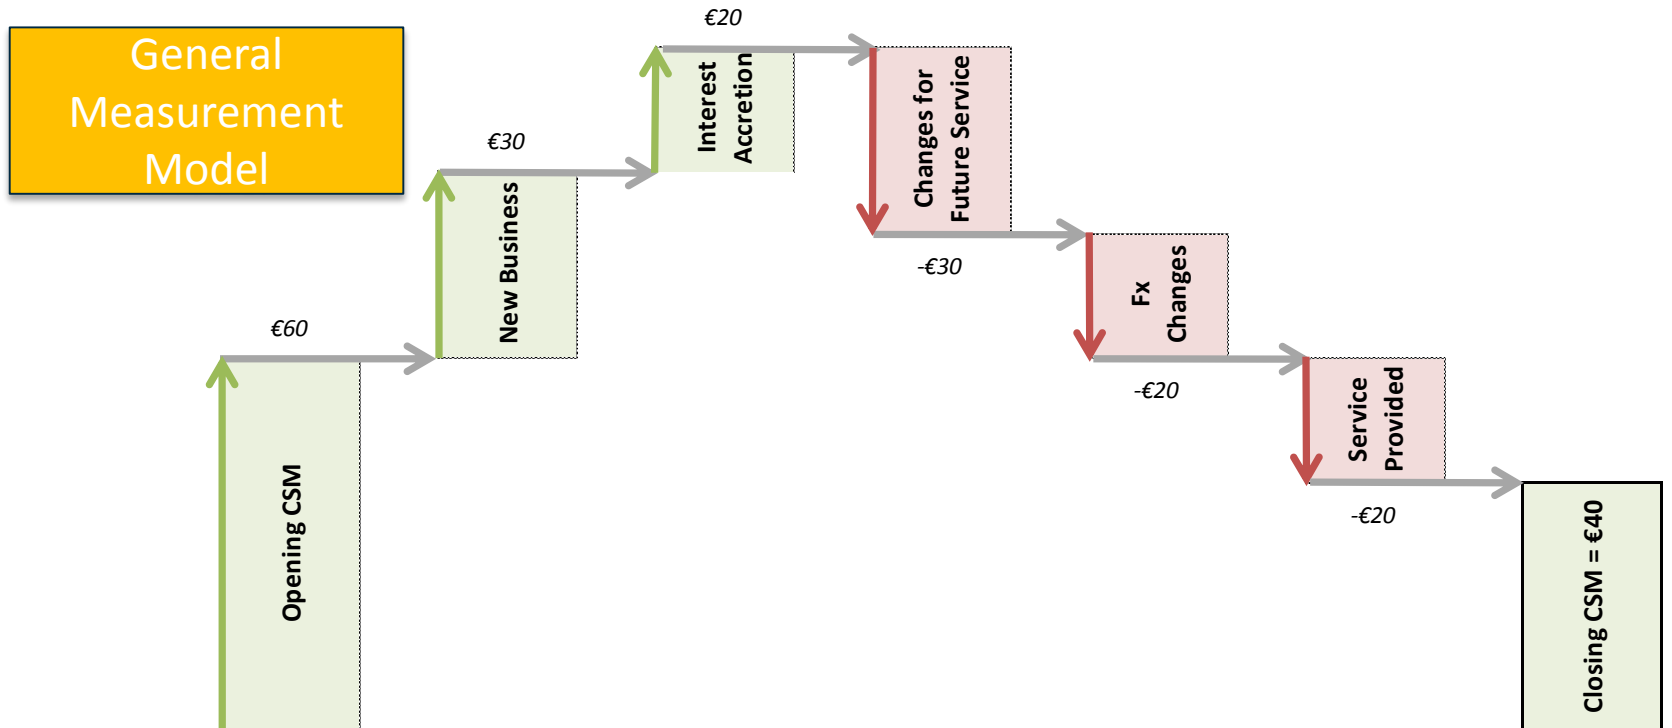 General
Measurement
Model
€60
Opening CSM
€30
New Business
€20
Interest
Accretion
Changes for
Future Service
-€30
Fx
Changes
-€20
Service
Provided
-€20
Closing CSM = €40